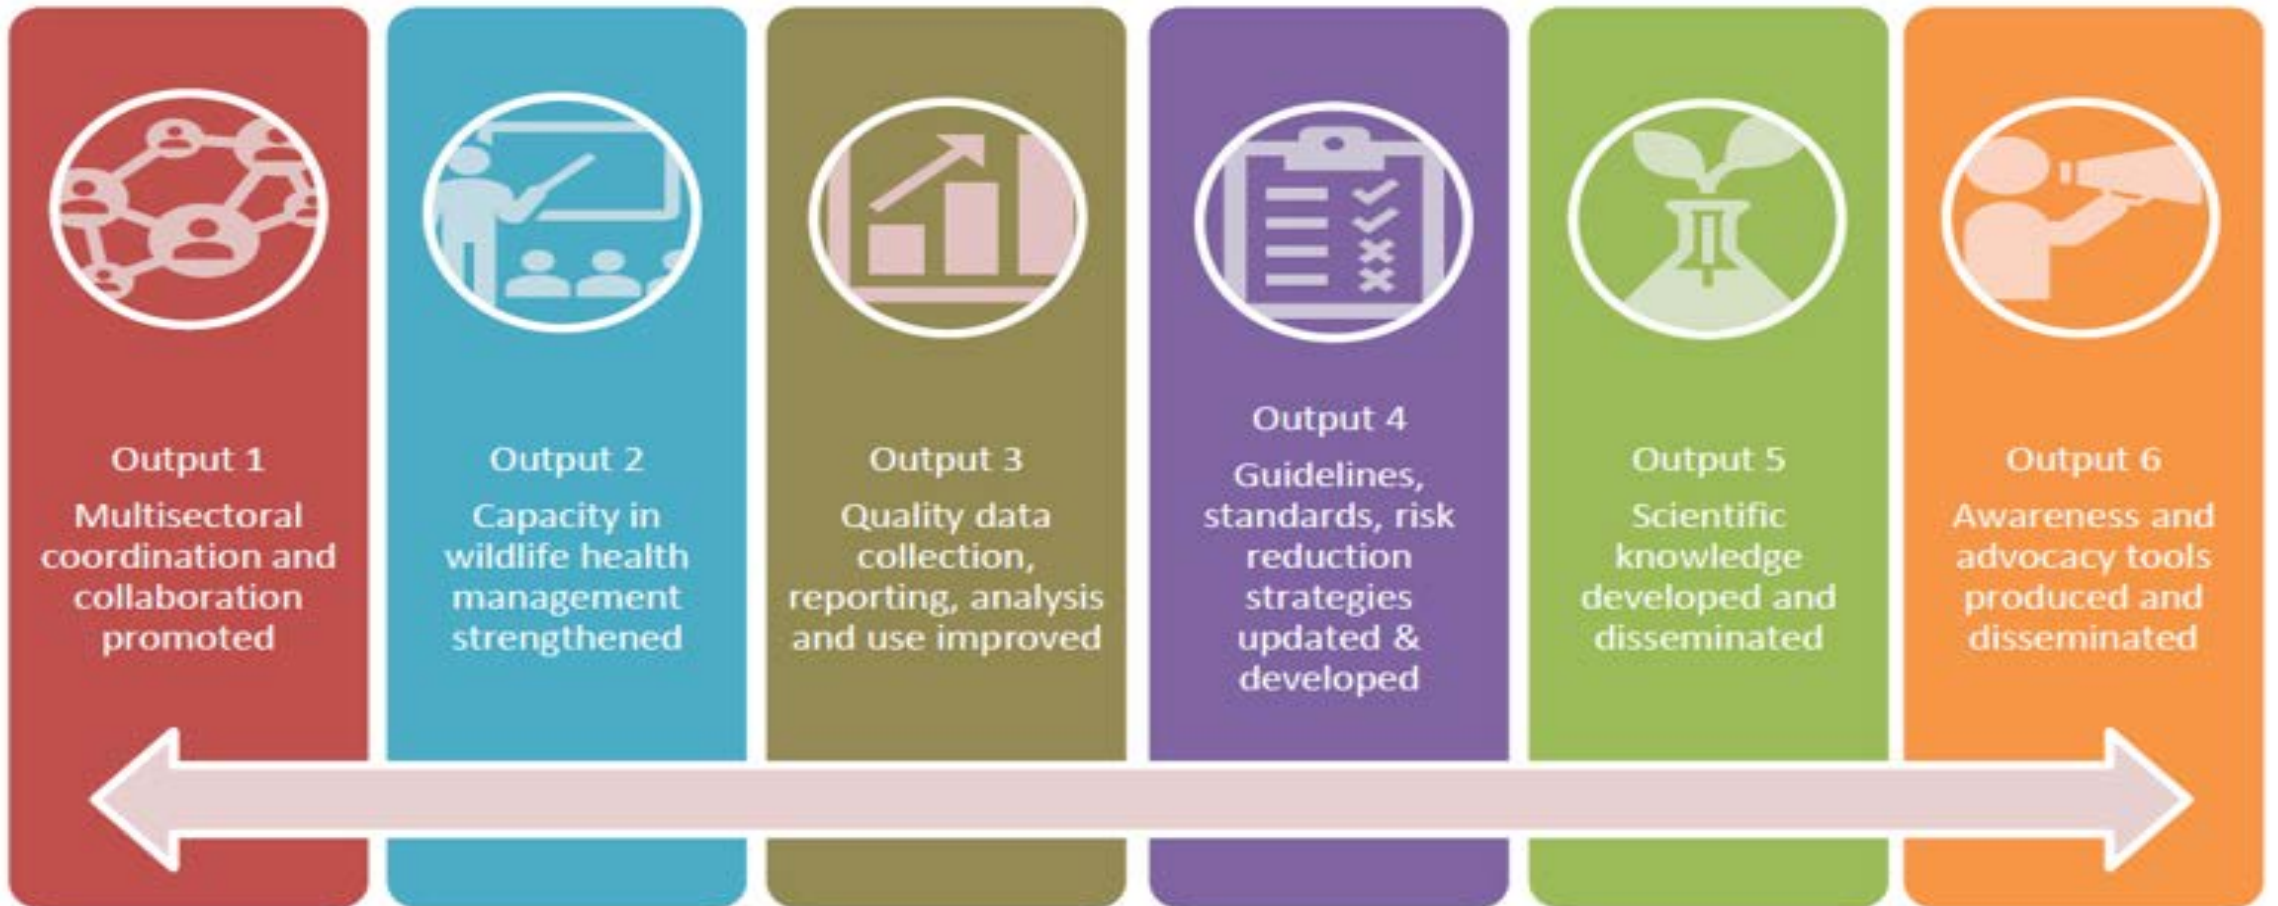 Output 1
Multisectoral
coordination and
collaboration
promoted
Output 2
Capacity in
wildlife health
management
strengthened
Output 3
Quality data
collection,
reporting, analysis
and use improved
Output 4
Guidelines,
standards, risk
reduction
strategies
updated &
developed
Output 5
Scientific
knowledge
developed and
disseminated
Output 6
Awareness and
advocacy tools
produced and
disseminated